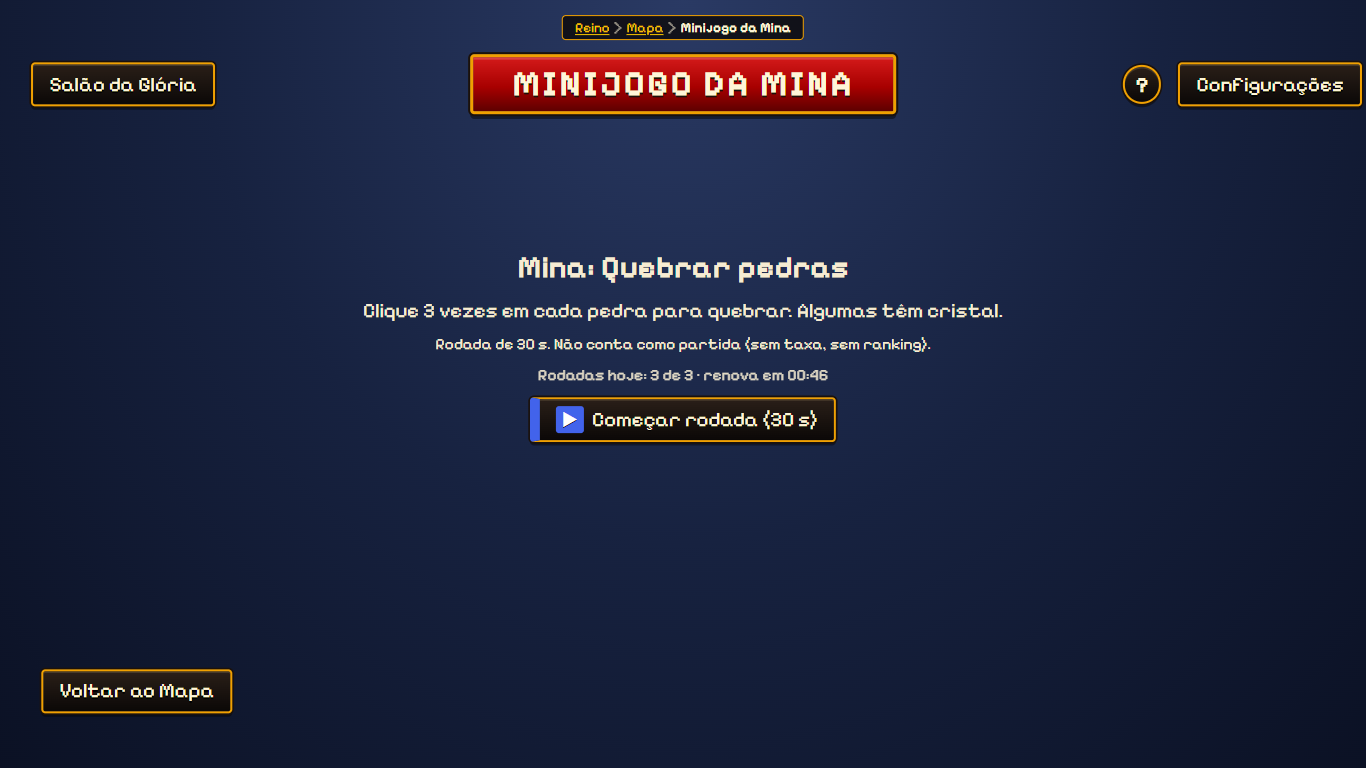 Reino > Mapa > Minijogo da Mina
Salão da Glória
MINIJOGO DA MINA
?
Configurações
Mina: Quebrar pedras
Clique 3 vezes em cada pedra para quebrar. Algumas têm cristal.
Rodada de 30 s. Não conta como partida (sem taxa, sem ranking).
Rodadas hoje: 3 de 3 · renova em 00:46
Começar rodada (30 s)
Voltar ao Mapa